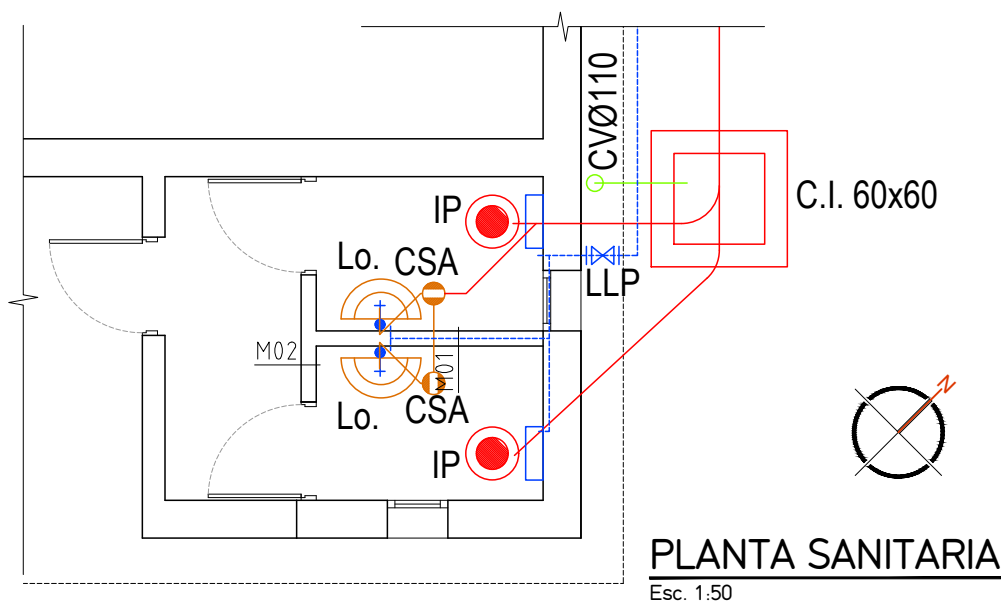 CVØ110
C.I. 60x60
IP
Lo.
CSA
LLP
M02
M01
Lo.
CSA
IP
N
PLANTA SANITARIA
Esc. 1:50